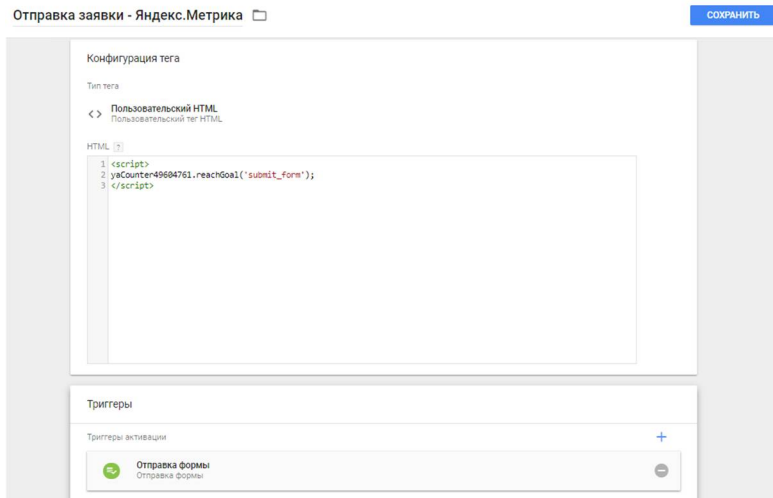 Отправка заявки - Яндекс.Метрика
СОХРАНИТЬ
Конфигурация тега
Тип тега
Пользовательский HTML
Пользовательский тег HTML
HTML ?
1 <script>
2 yaCounter49604761.reachGoal('submit_form');
3 </script>
Триггеры
Триггеры активации
Отправка формы
Отправка формы